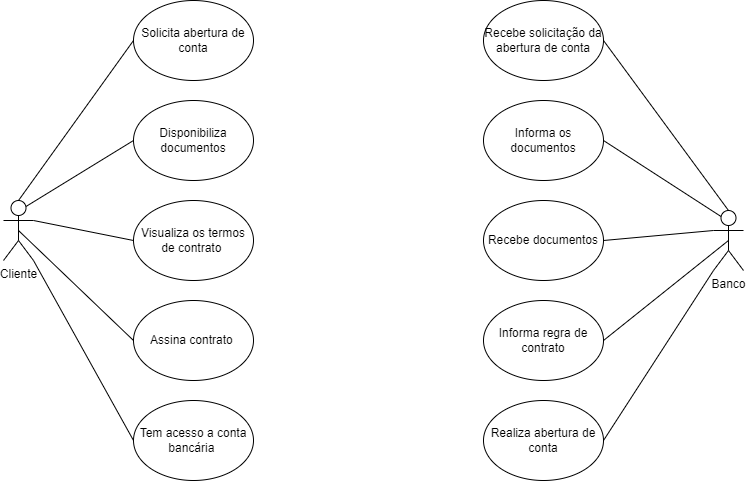 Solicita abertura de
conta
Recebe solicitação da
abertura de conta
Disponibiliza
documentos
Informa os
documentos
Visualiza os termos
de contrato
Recebe documentos
Cliente
Banco
Assina contrato
Informa regra de
contrato
Tem acesso a conta
bancária
Realiza abertura de
conta